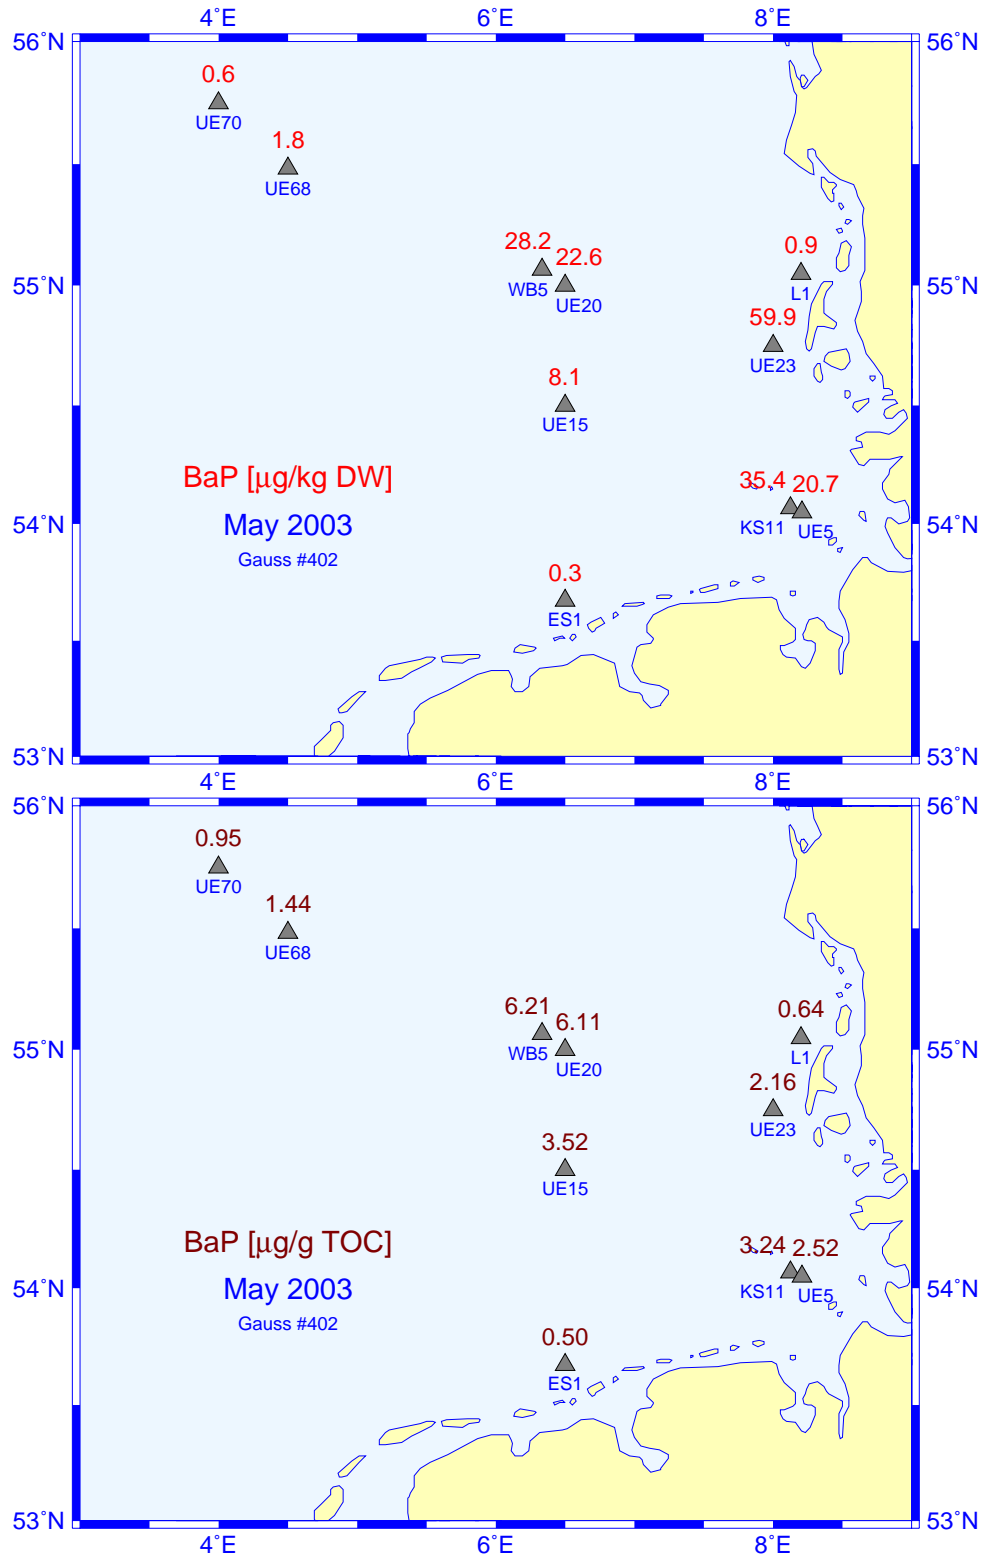 4°E 6°E 8°E
56°N 56°N
0.6
UE70
1.8
UE68
28.2 22.6 0.9
WB5 UE20 L1
55°N 55°N
59.9
UE23
8.1
UE15
BaP [µg/kg DW]
35.4 20.7
KS11 UE5
May 2003
54°N 54°N
Gauss #402
0.3
ES1
53°N 53°N
4°E 6°E 8°E
56°N 56°N
0.95
UE70
1.44
UE68
6.21 6.11 0.64
WB5 UE20 L1
55°N 55°N
2.16
UE23
3.52
UE15
BaP [µg/g TOC]
3.24 2.52
KS11 UE5
May 2003
54°N 54°N
Gauss #402
0.50
ES1
53°N 53°N
4°E 6°E 8°E